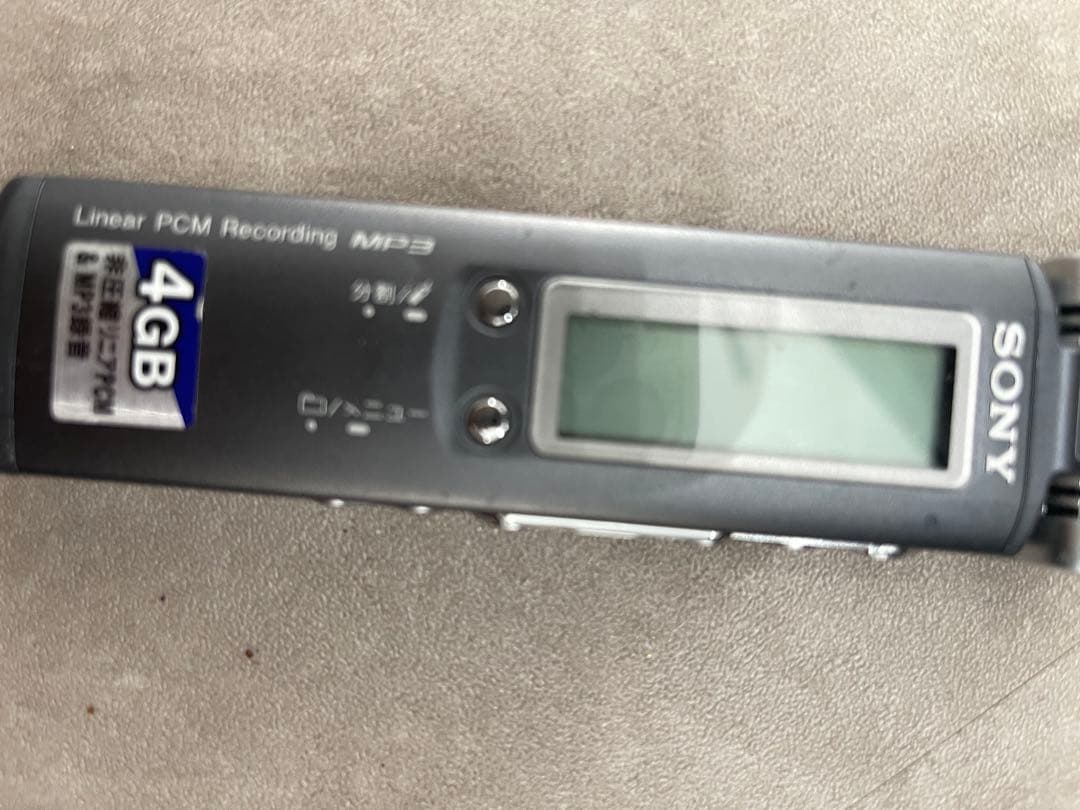 SONY
分割/
/メニュー
Linear PCM Recording MP3
4GB
非圧縮リニアPCM
& MP3録音